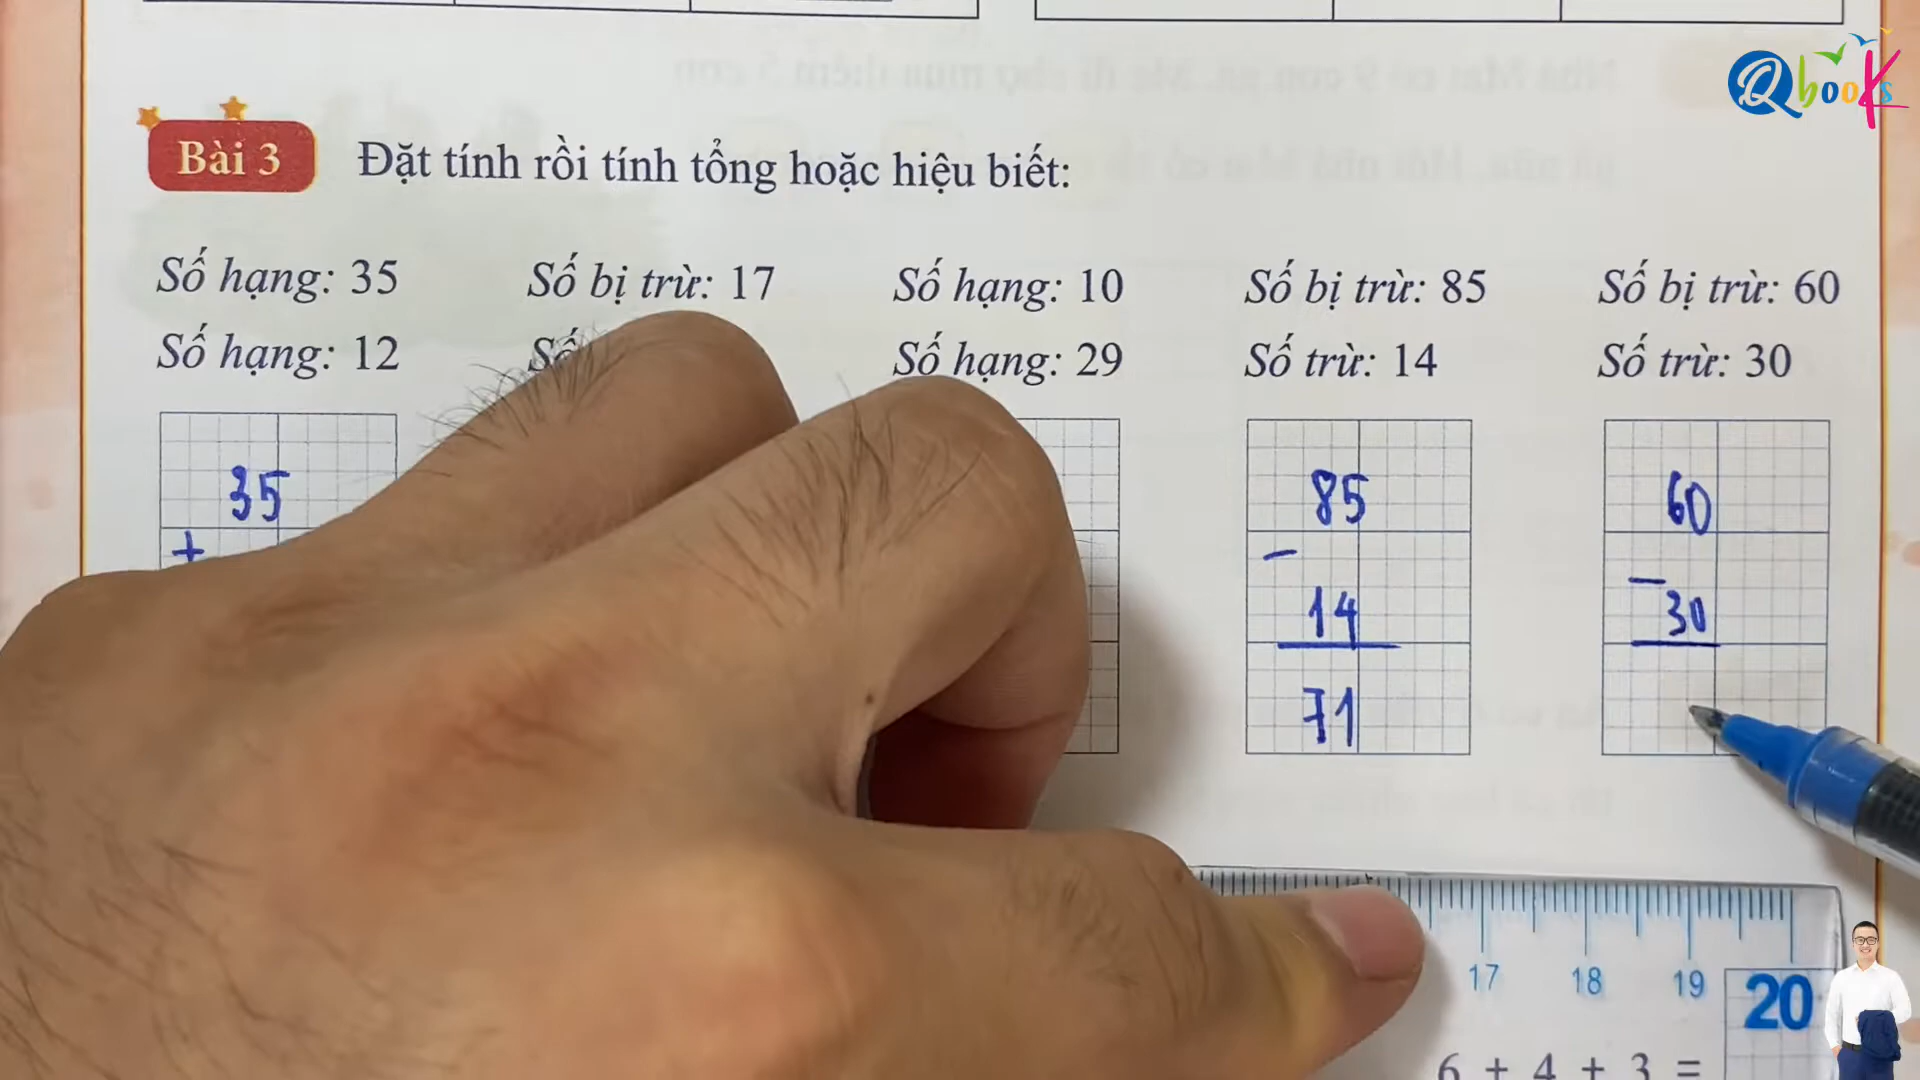 Qbooks
Bài 3 Đặt tính rồi tính tổng hoặc hiệu biết:
Số hạng: 35 Số bị trừ: 17 Số hạng: 10 Số bị trừ: 85 Số bị trừ: 60
Số hạng: 12 Số Số hạng: 29 Số trừ: 14 Số trừ: 30
35 85 60
+ - -
14 30
71
17 18 19 20
6 + 4 + 3 =